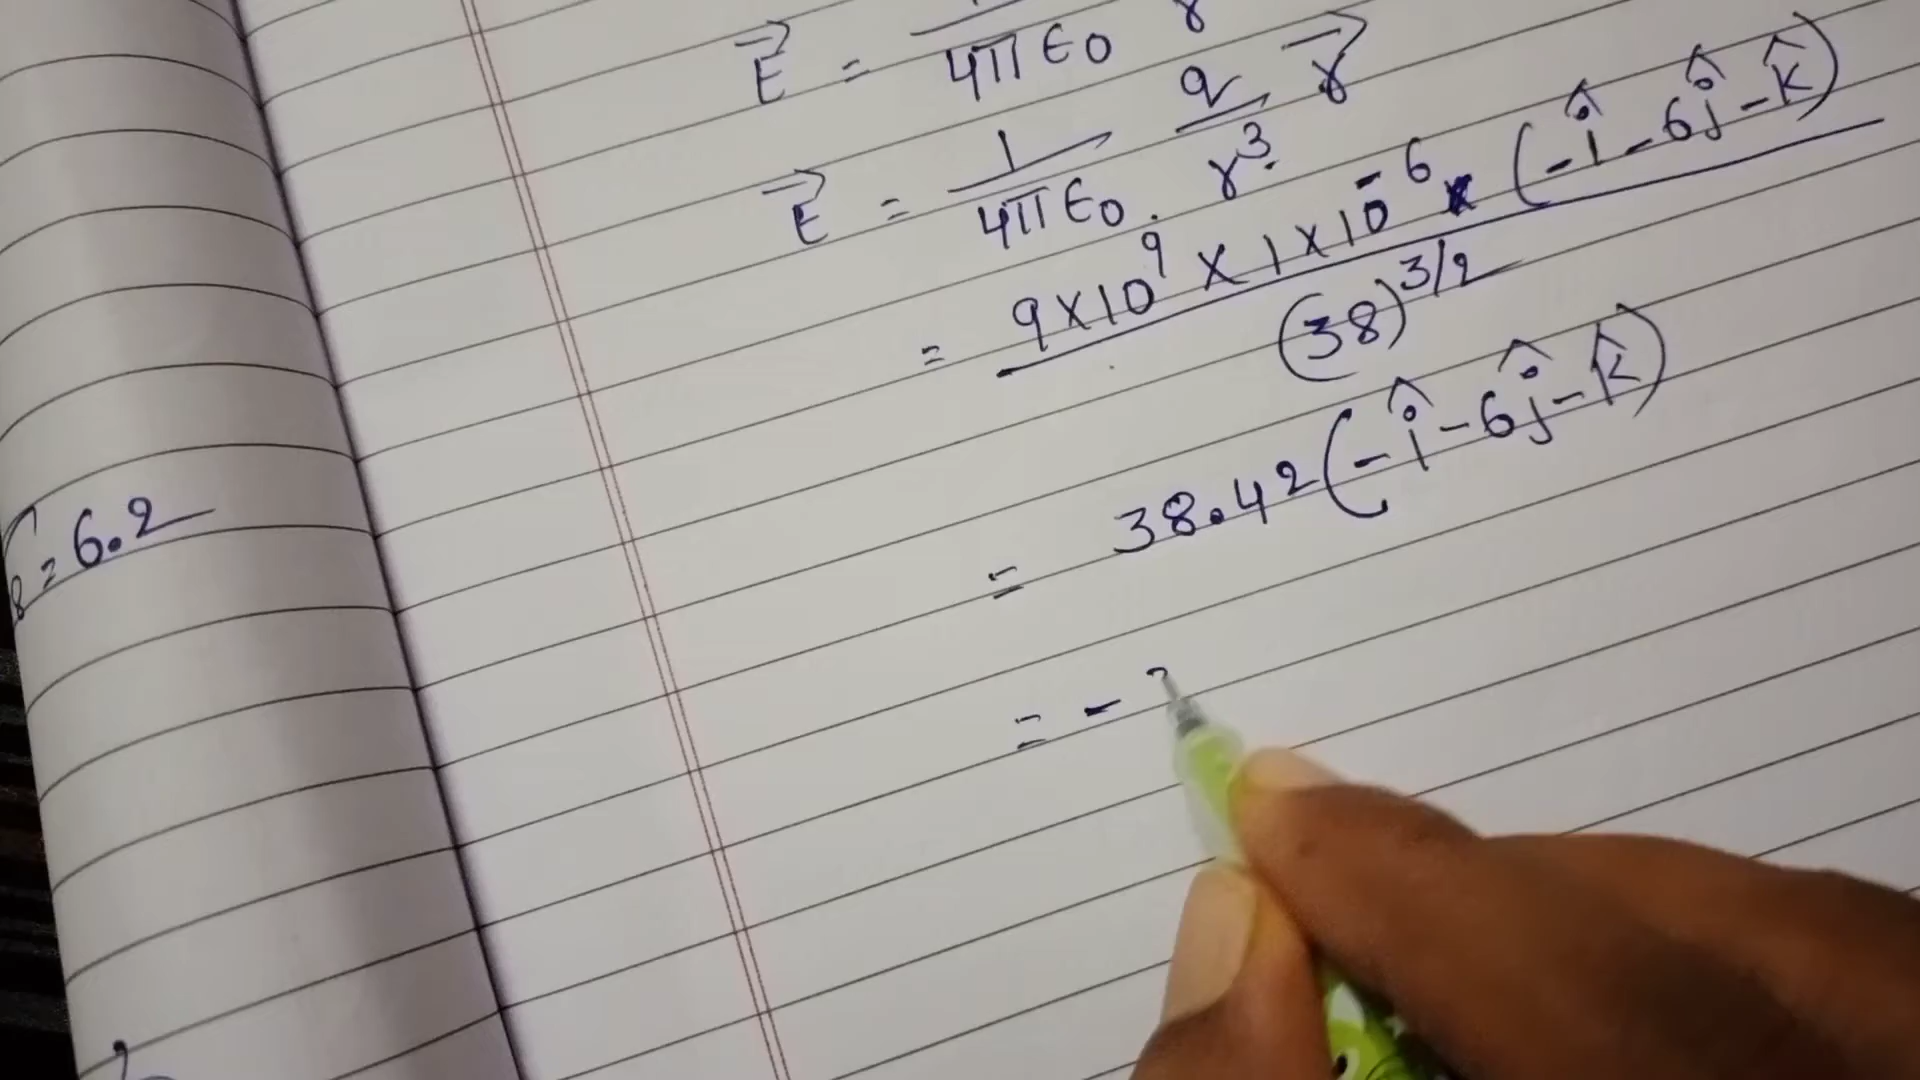 E⃗ = 1/4πϵ0 r
E⃗ = 1/4πϵ0 . q/r³ r⃗
= 9×10⁹ × 1×10⁻⁶ × (-î-6ĵ-k̂) / (38)^3/2
= 38.42(-î-6ĵ-k̂)
= -
8 = 6.2